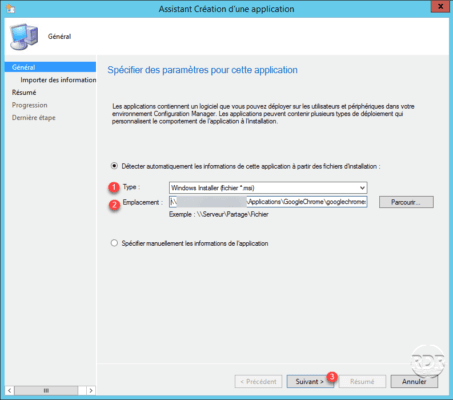 Assistant Création d'une application
Général
Général
Importer des information
Résumé
Progression
Dernière étape
Spécifier des paramètres pour cette application
Les applications contiennent un logiciel que vous pouvez déployer sur les utilisateurs et périphériques dans votre
environnement Configuration Manager. Les applications peuvent contenir plusieurs types de déploiement qui
personnalisent le comportement de l'application à l'installation.
Détecter automatiquement les informations de cette application à partir des fichiers d'installation :
1 Type : Windows Installer (fichier *.msi)
2 Emplacement : \\ \Applications\GoogleChrome\googlechromes Parcourir...
Exemple : \\Serveur\Partage\Fichier
Spécifier manuellement les informations de l'application
3
< Précédent Suivant > Résumé Annuler